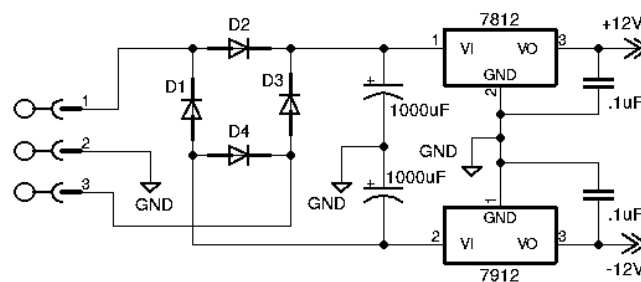 D2
D1
D3
D4
1
2
3
GND
+
1000uF
GND
+
1000uF
7812
1
VI
VO
3
GND
2
+12V
.1uF
GND
1
GND
2
VI
VO
3
7912
.1uF
-12V